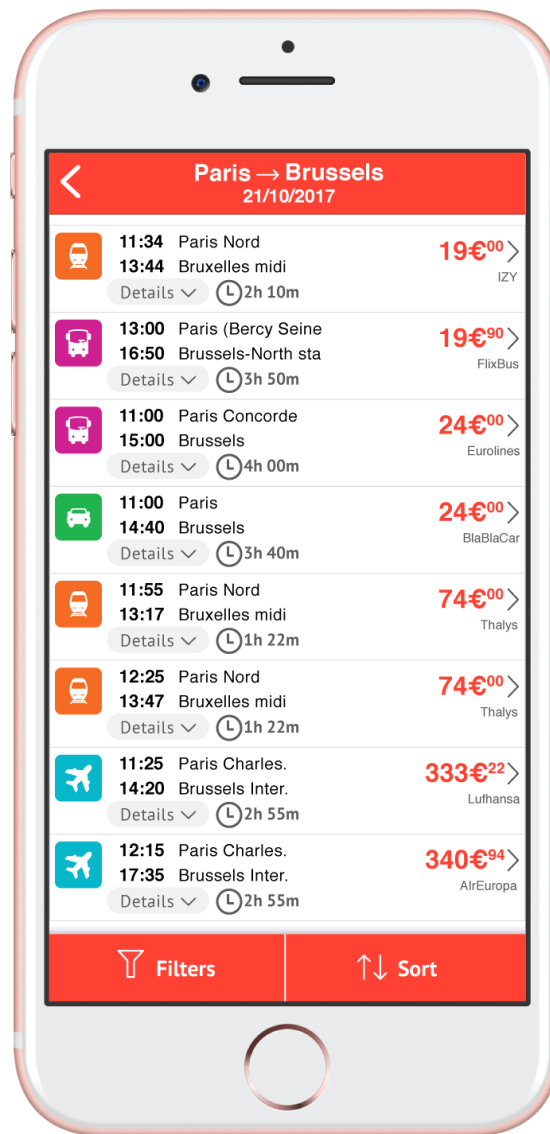 Paris → Brussels
21/10/2017
11:34 Paris Nord 19€00
13:44 Bruxelles midi IZY
Details 2h 10m
13:00 Paris (Bercy Seine 19€90
16:50 Brussels-North sta FlixBus
Details 3h 50m
11:00 Paris Concorde 24€00
15:00 Brussels Eurolines
Details 4h 00m
11:00 Paris 24€00
14:40 Brussels BlaBlaCar
Details 3h 40m
11:55 Paris Nord 74€00
13:17 Bruxelles midi Thalys
Details 1h 22m
12:25 Paris Nord 74€00
13:47 Bruxelles midi Thalys
Details 1h 22m
11:25 Paris Charles. 333€22
14:20 Brussels Inter. Lufhansa
Details 2h 55m
12:15 Paris Charles. 340€94
17:35 Brussels Inter. AIrEuropa
Details 2h 55m
Filters ↑↓ Sort